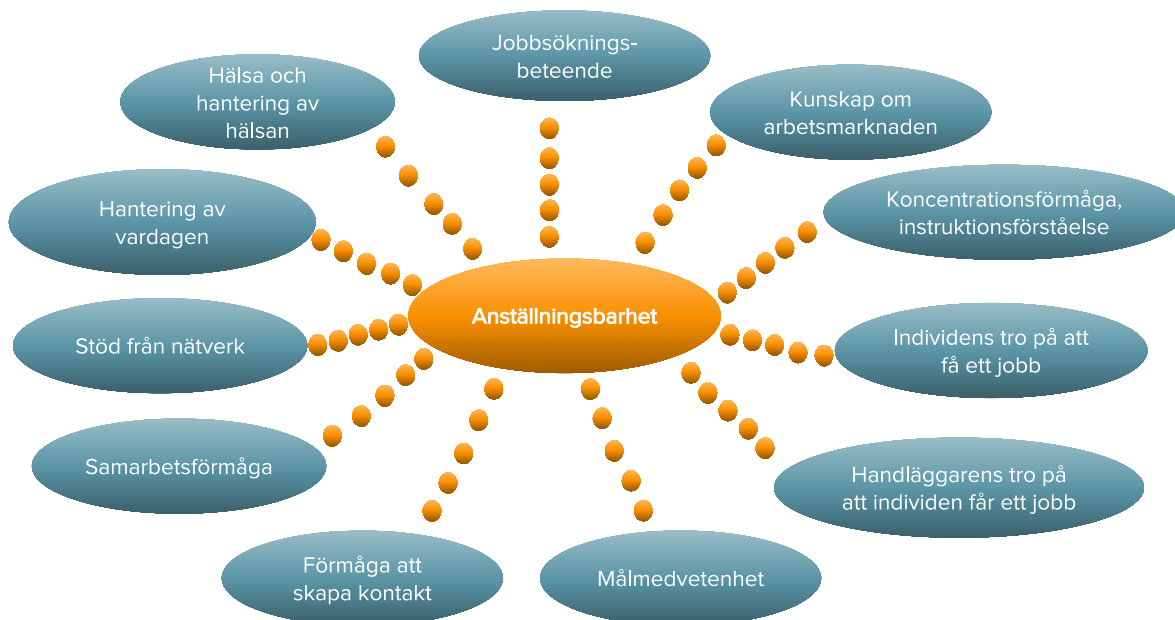 Jobbsöknings-
beteende
Hälsa och
hantering av
hälsan
Kunskap om
arbetsmarknaden
Hantering av
vardagen
Koncentrationsförmåga,
instruktionsförståelse
Anställningsbarhet
Stöd från nätverk
Individens tro på att
få ett jobb
Samarbetsförmåga
Handläggarens tro på
att individen får ett jobb
Förmåga att
skapa kontakt
Målmedvetenhet